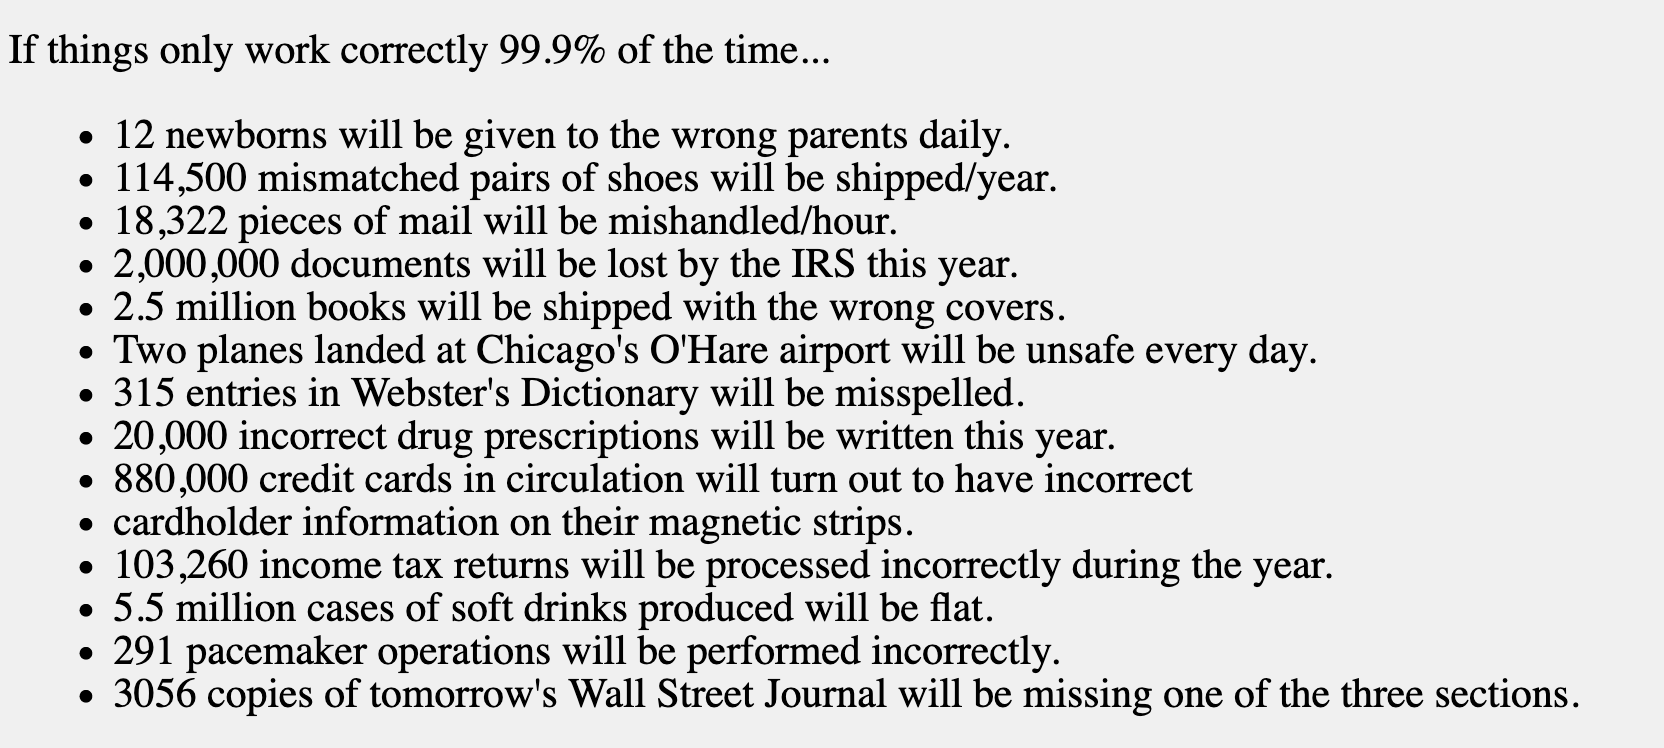 If things only work correctly 99.9% of the time...
• 12 newborns will be given to the wrong parents daily.
• 114,500 mismatched pairs of shoes will be shipped/year.
• 18,322 pieces of mail will be mishandled/hour.
• 2,000,000 documents will be lost by the IRS this year.
• 2.5 million books will be shipped with the wrong covers.
• Two planes landed at Chicago's O'Hare airport will be unsafe every day.
• 315 entries in Webster's Dictionary will be misspelled.
• 20,000 incorrect drug prescriptions will be written this year.
• 880,000 credit cards in circulation will turn out to have incorrect
• cardholder information on their magnetic strips.
• 103,260 income tax returns will be processed incorrectly during the year.
• 5.5 million cases of soft drinks produced will be flat.
• 291 pacemaker operations will be performed incorrectly.
• 3056 copies of tomorrow's Wall Street Journal will be missing one of the three sections.